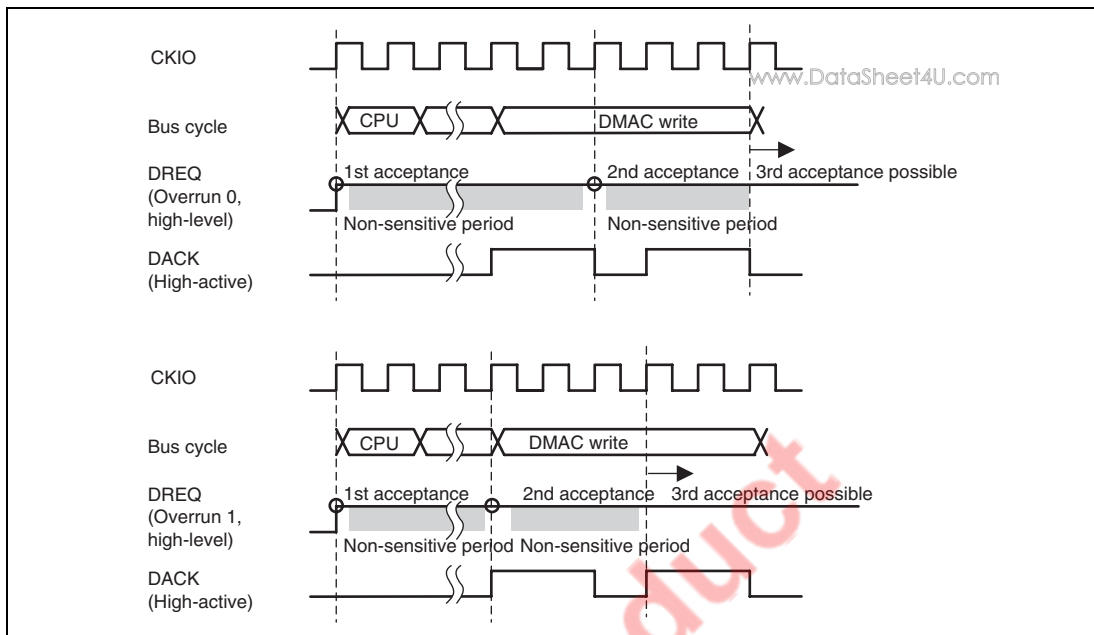 CKIO
www.DataSheet4U.com
Bus cycle
CPU
DMAC write
DREQ
(Overrun 0,
high-level)
1st acceptance
2nd acceptance
3rd acceptance possible
Non-sensitive period
Non-sensitive period
DACK
(High-active)
CKIO
Bus cycle
CPU
DMAC write
DREQ
(Overrun 1,
high-level)
1st acceptance
2nd acceptance
3rd acceptance possible
Non-sensitive period
Non-sensitive period
DACK
(High-active)
duct